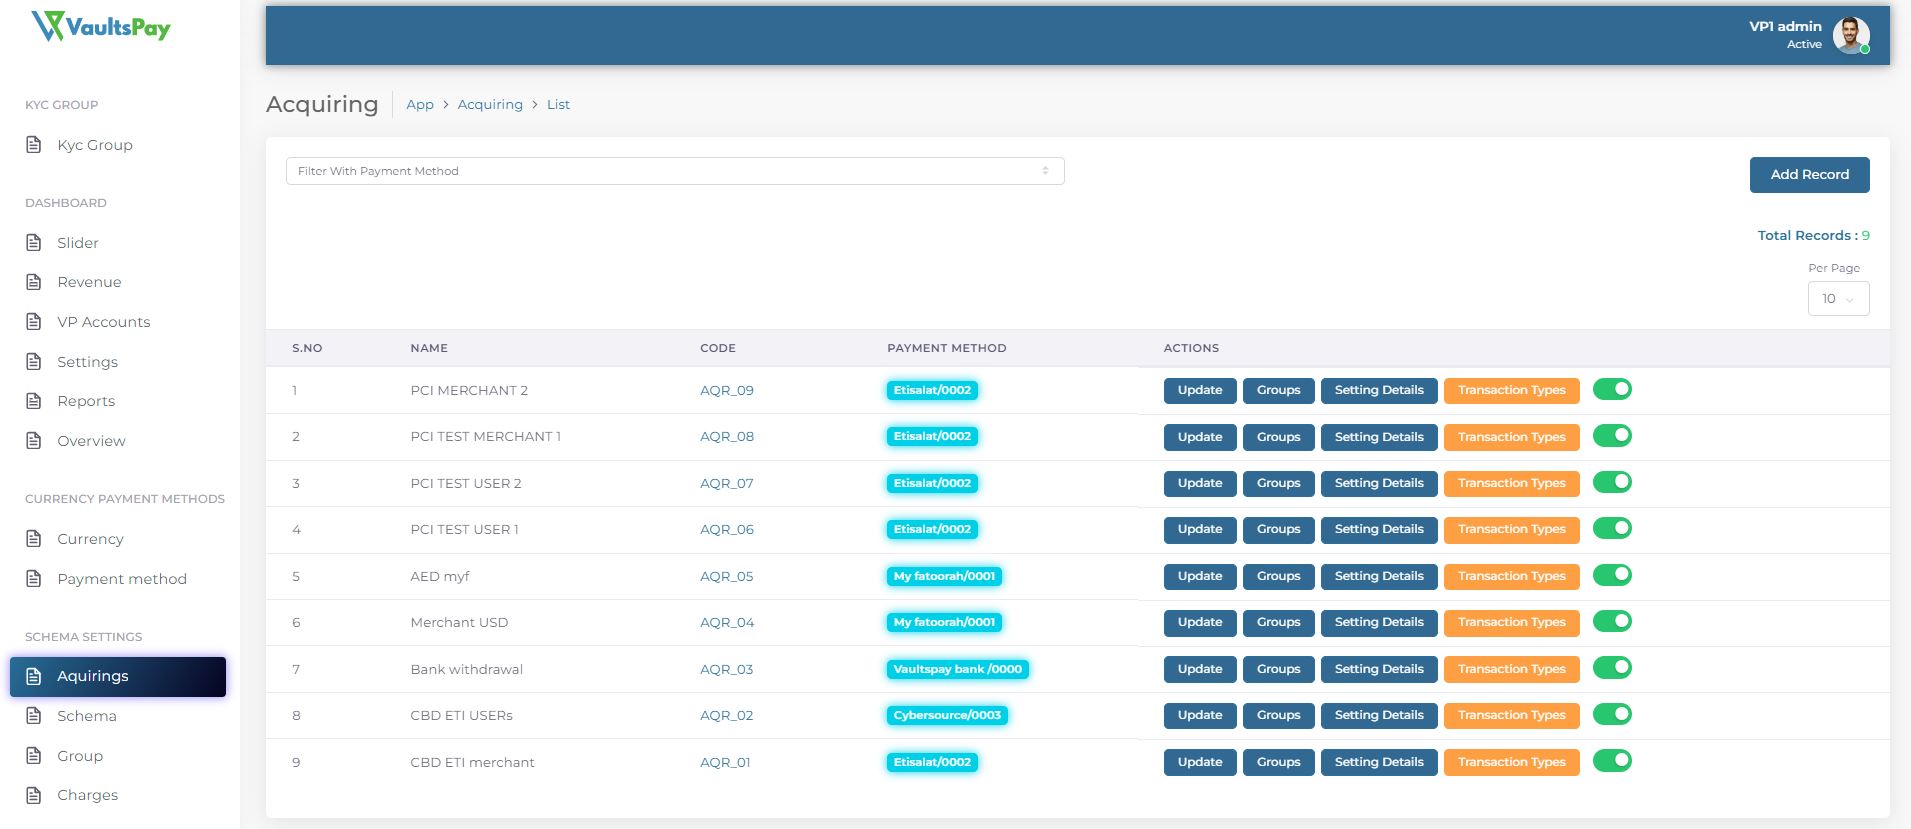 VaultsPay
VP1 admin
Active
KYC GROUP
Kyc Group
DASHBOARD
Slider
Revenue
VP Accounts
Settings
Reports
Overview
CURRENCY PAYMENT METHODS
Currency
Payment method
SCHEMA SETTINGS
Aquirings
Schema
Group
Charges
Acquiring App > Acquiring > List
Filter With Payment Method
Add Record
Total Records : 9
Per Page
10
S.NO NAME CODE PAYMENT METHOD ACTIONS
1 PCI MERCHANT 2 AQR_09 Etisalat/0002 Update Groups Setting Details Transaction Types
2 PCI TEST MERCHANT 1 AQR_08 Etisalat/0002 Update Groups Setting Details Transaction Types
3 PCI TEST USER 2 AQR_07 Etisalat/0002 Update Groups Setting Details Transaction Types
4 PCI TEST USER 1 AQR_06 Etisalat/0002 Update Groups Setting Details Transaction Types
5 AED myf AQR_05 My fatoorah/0001 Update Groups Setting Details Transaction Types
6 Merchant USD AQR_04 My fatoorah/0001 Update Groups Setting Details Transaction Types
7 Bank withdrawal AQR_03 Vaultspay bank /0000 Update Groups Setting Details Transaction Types
8 CBD ETI USERs AQR_02 Cybersource/0003 Update Groups Setting Details Transaction Types
9 CBD ETI merchant AQR_01 Etisalat/0002 Update Groups Setting Details Transaction Types